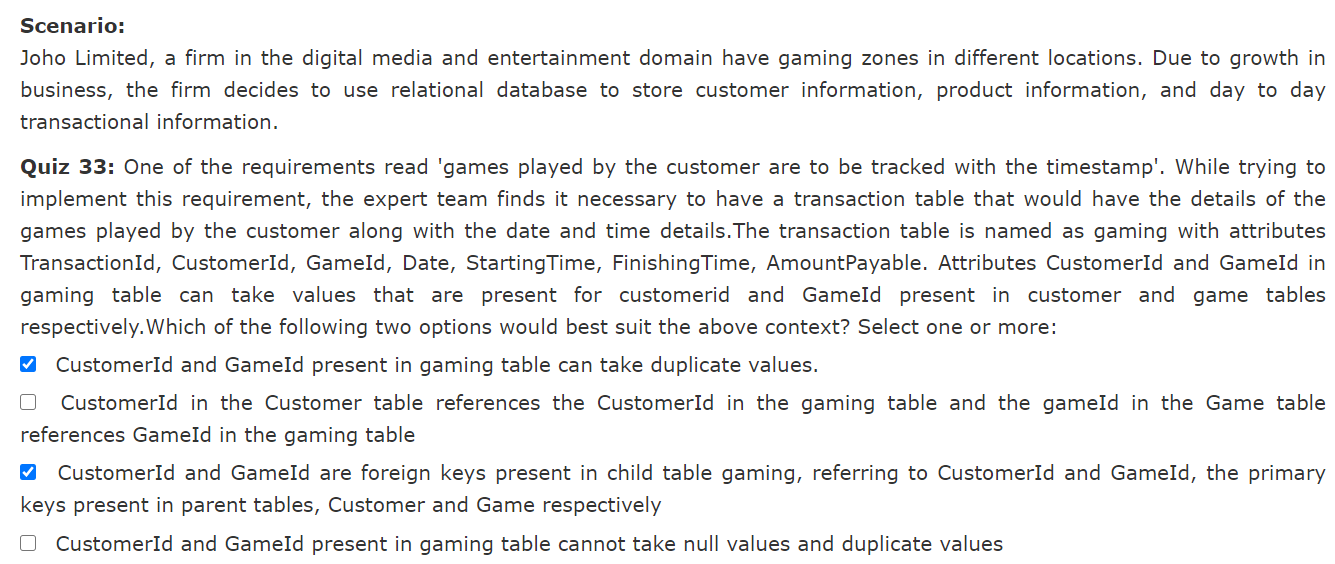 Scenario:
Joho Limited, a firm in the digital media and entertainment domain have gaming zones in different locations. Due to growth in
business, the firm decides to use relational database to store customer information, product information, and day to day
transactional information.
Quiz 33: One of the requirements read 'games played by the customer are to be tracked with the timestamp'. While trying to
implement this requirement, the expert team finds it necessary to have a transaction table that would have the details of the
games played by the customer along with the date and time details.The transaction table is named as gaming with attributes
TransactionId, CustomerId, GameId, Date, StartingTime, FinishingTime, AmountPayable. Attributes CustomerId and GameId in
gaming table can take values that are present for customerid and GameId present in customer and game tables
respectively.Which of the following two options would best suit the above context? Select one or more:
CustomerId and GameId present in gaming table can take duplicate values.
CustomerId in the Customer table references the CustomerId in the gaming table and the gameId in the Game table
references GameId in the gaming table
CustomerId and GameId are foreign keys present in child table gaming, referring to CustomerId and GameId, the primary
keys present in parent tables, Customer and Game respectively
CustomerId and GameId present in gaming table cannot take null values and duplicate values